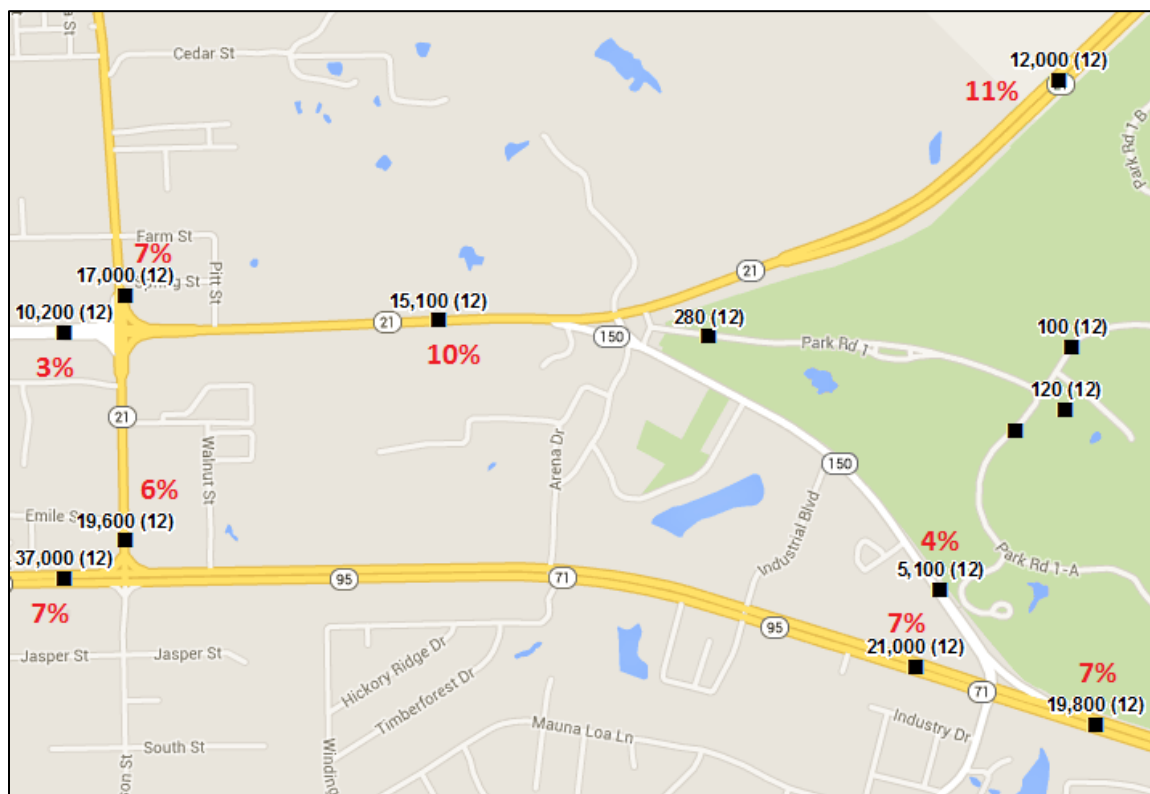 Cedar St
12,000 (12)
11%
21
Park Rd 1 B
Farm St
7%
17,000 (12)
Spring St
Pitt St
10,200 (12)
3%
15,100 (12)
21
10%
21
150
280 (12)
Park Rd 1
100 (12)
120 (12)
21
Walnut St
Arena Dr
150
Industrial Blvd
6%
19,600 (12)
37,000 (12)
7%
95
71
4%
5,100 (12)
Park Rd 1-A
95
7%
21,000 (12)
7%
19,800 (12)
71
Jasper St
Jasper St
Hickory Ridge Dr
Timberforest Dr
Mauna Loa Ln
Industry Dr
South St
Winding